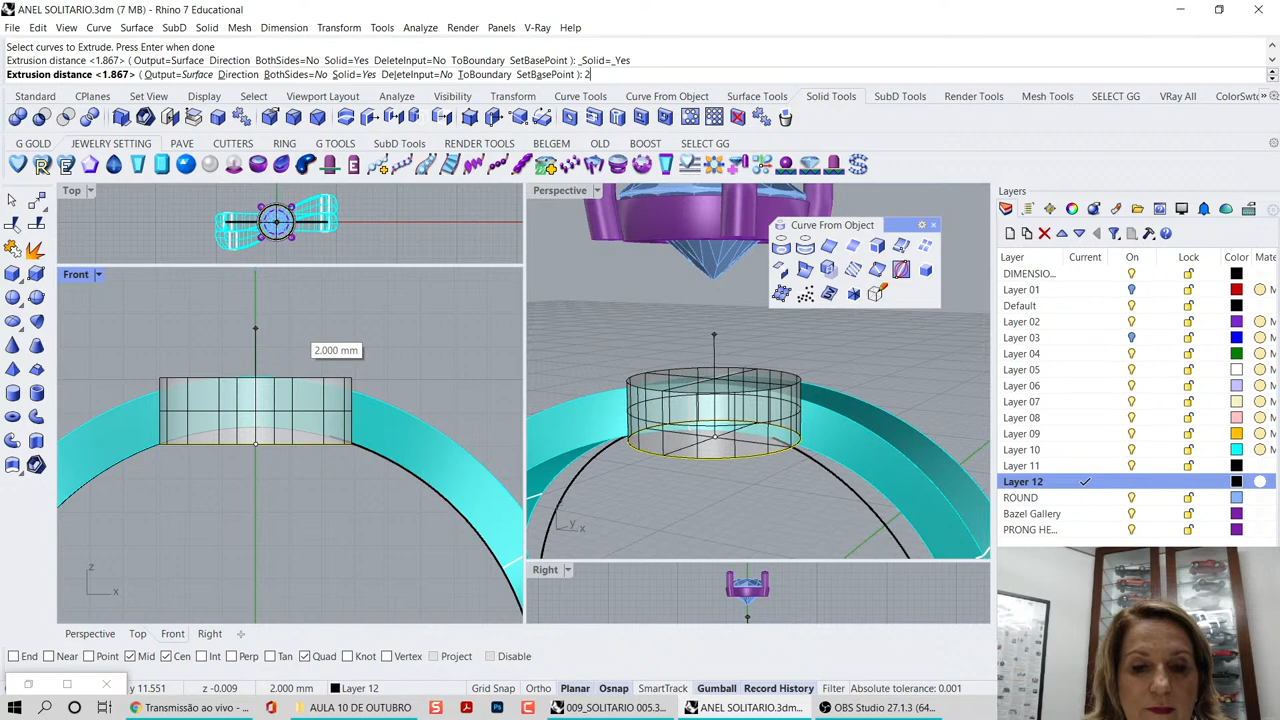 ANEL SOLITARIO.3dm (7 MB) - Rhino 7 Educational
File Edit View Curve Surface SubD Solid Mesh Dimension Transform Tools Analyze Render Panels V-Ray Help
Select curves to Extrude. Press Enter when done
Extrusion distance <1.867> ( Output=Surface Direction BothSides=No Solid=Yes DeleteInput=No ToBoundary SetBasePoint ): _Solid=_Yes
Extrusion distance <1.867> ( Output=Surface Direction BothSides=No Solid=Yes DeleteInput=No ToBoundary SetBasePoint ): 2
Standard CPlanes Set View Display Select Viewport Layout Analyze Visibility Transform Curve Tools Curve From Object Surface Tools Solid Tools SubD Tools Render Tools Mesh Tools SELECT GG VRay All ColorSwtc
G GOLD JEWELRY SETTING PAVE CUTTERS RING G TOOLS SubD Tools RENDER TOOLS BELGEM OLD BOOST SELECT GG
Top
Perspective
Layers
Curve From Object
Layer Current On Lock Color Mate
DIMENSIO...
Layer 01
Default
Layer 02
Layer 03
Layer 04
Layer 05
Layer 06
Layer 07
Layer 08
Layer 09
Layer 10
Layer 11
Layer 12
ROUND
Bazel Gallery
PRONG HE...
Front
2.000 mm
z
x
y
x
Right
Perspective Top Front Right
End Near Point Mid Cen Int Perp Tan Quad Knot Vertex Project Disable
y 11.551 z -0.009 2.000 mm Layer 12 Grid Snap Ortho Planar Osnap SmartTrack Gumball Record History Filter Absolute tolerance: 0.001
Transmissão ao vivo - ... AULA 10 DE OUTUBRO 009_SOLITARIO 005.3... ANEL SOLITARIO.3dm... OBS Studio 27.1.3 (64...